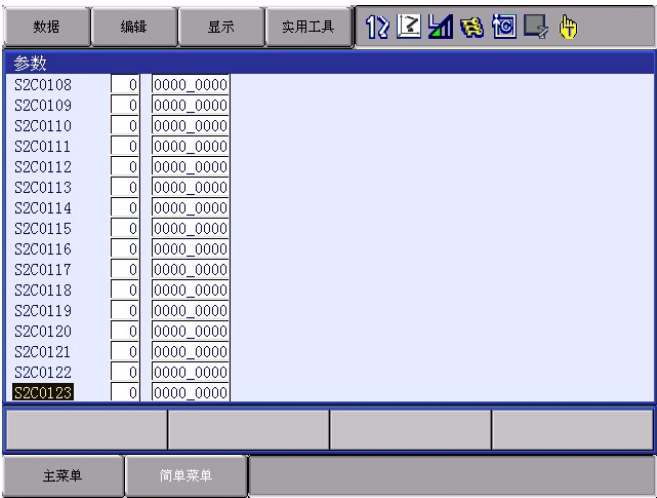 数据 编辑 显示 实用工具
参数
S2C0108 0 0000_0000
S2C0109 0 0000_0000
S2C0110 0 0000_0000
S2C0111 0 0000_0000
S2C0112 0 0000_0000
S2C0113 0 0000_0000
S2C0114 0 0000_0000
S2C0115 0 0000_0000
S2C0116 0 0000_0000
S2C0117 0 0000_0000
S2C0118 0 0000_0000
S2C0119 0 0000_0000
S2C0120 0 0000_0000
S2C0121 0 0000_0000
S2C0122 0 0000_0000
S2C0123 0 0000_0000
主菜单 简单菜单